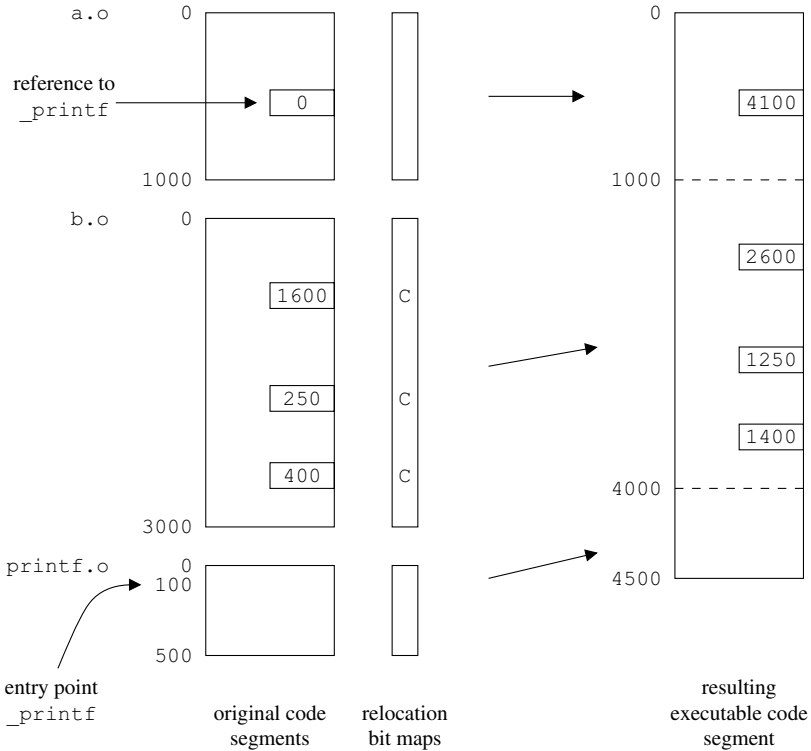 a.o
0
reference to
_printf
0
1000
b.o
0
1600
C
250
C
400
C
3000
printf.o
0
100
500
entry point
_printf
original code
segments
relocation
bit maps
0
4100
1000
2600
1250
1400
4000
4500
resulting
executable code
segment